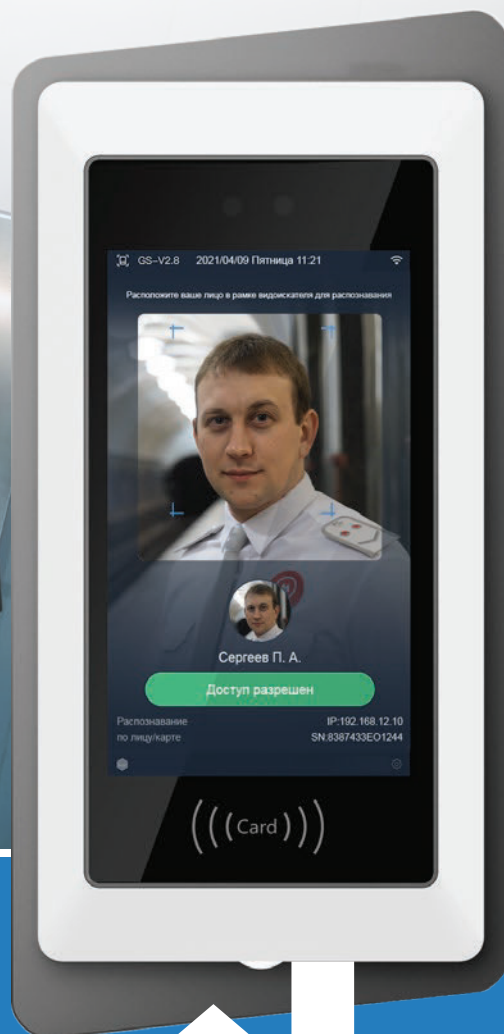 GS–V2.8 2021/04/09 Пятница 11:21
Расположите ваше лицо в рамке видоискателя для распознавания
Сергеев П. А.
Доступ разрешен
Распознавание
по лицу/карте
IP:192.168.12.10
SN:8387433EO1244
(((Card)))